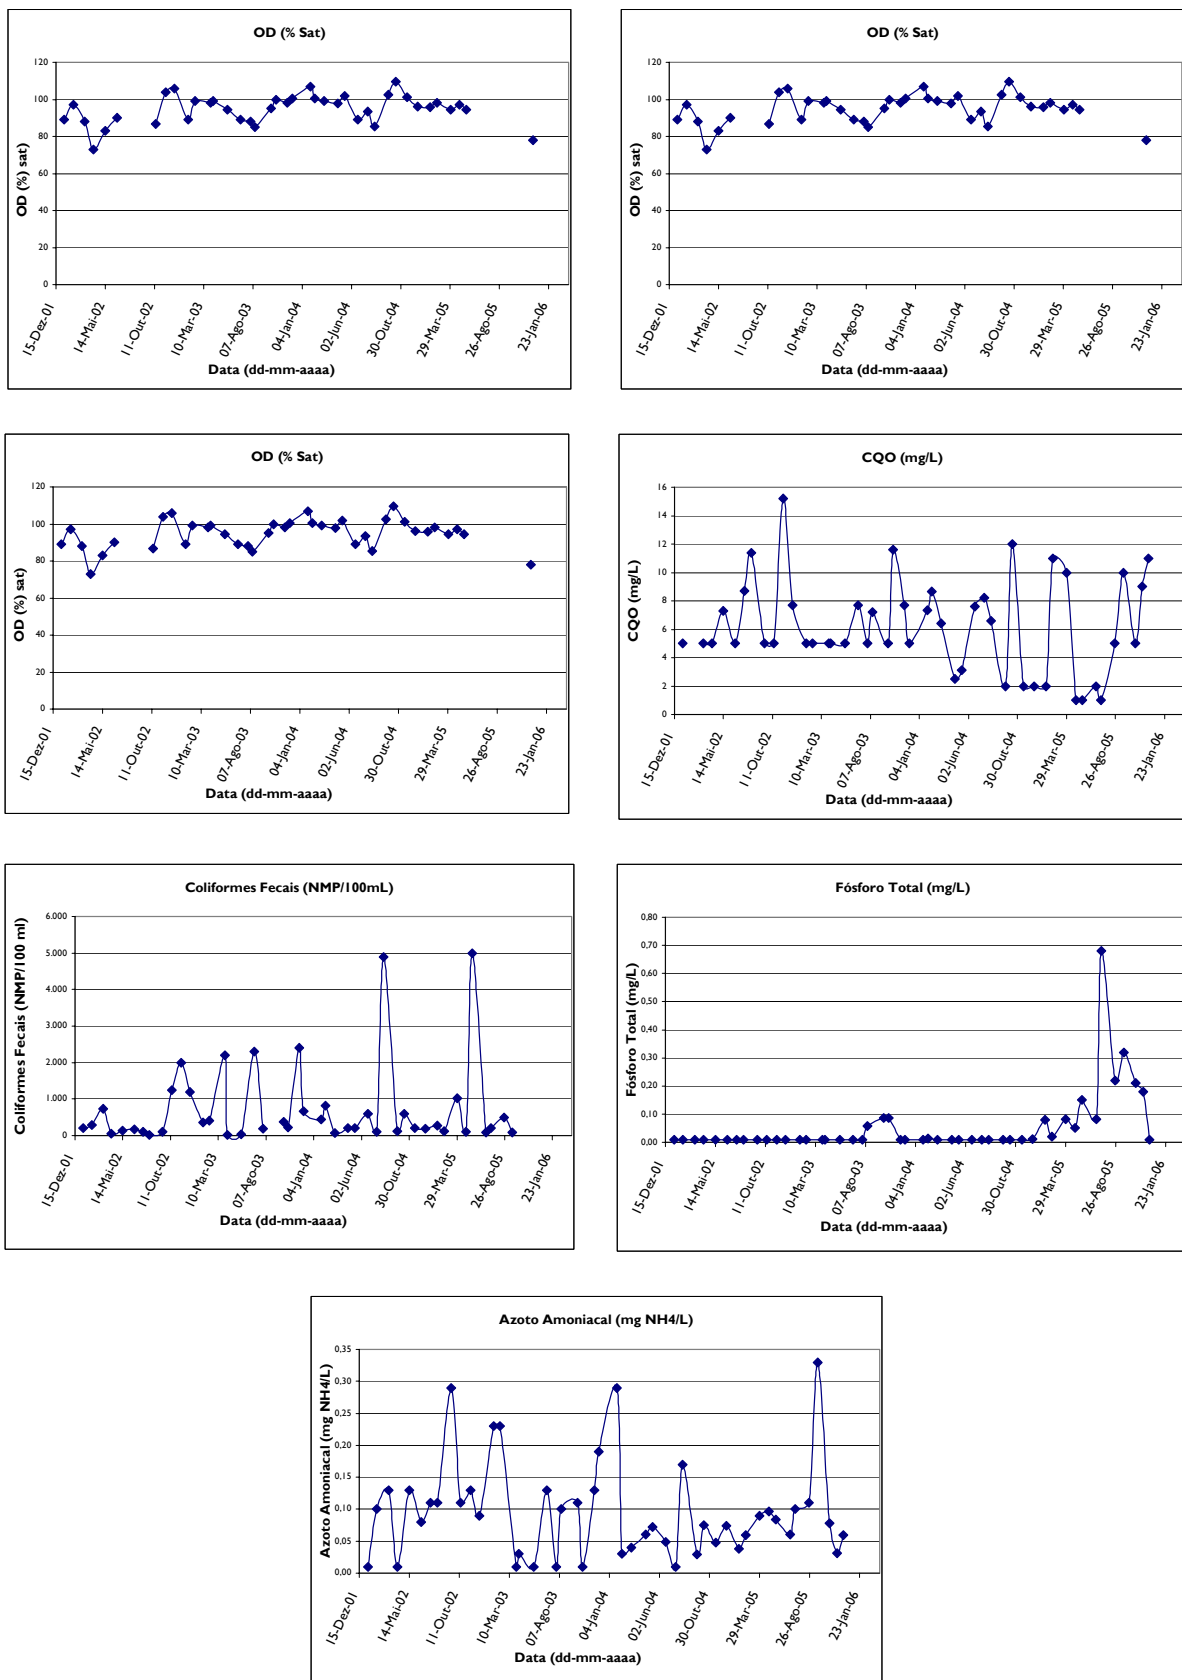 OD (% Sat)
120
100
80
60
40
20
0
OD (%) sat)
15-Dez-01
14-Mai-02
11-Out-02
10-Mar-03
07-Ago-03
04-Jan-04
02-Jun-04
30-Out-04
29-Mar-05
26-Ago-05
23-Jan-06
Data (dd-mm-aaaa)
OD (% Sat)
120
100
80
60
40
20
0
OD (%) sat)
15-Dez-01
14-Mai-02
11-Out-02
10-Mar-03
07-Ago-03
04-Jan-04
02-Jun-04
30-Out-04
29-Mar-05
26-Ago-05
23-Jan-06
Data (dd-mm-aaaa)
OD (% Sat)
120
100
80
60
40
20
0
OD (%) sat)
15-Dez-01
14-Mai-02
11-Out-02
10-Mar-03
07-Ago-03
04-Jan-04
02-Jun-04
30-Out-04
29-Mar-05
26-Ago-05
23-Jan-06
Data (dd-mm-aaaa)
CQO (mg/L)
16
14
12
10
8
6
4
2
0
CQO (mg/L)
15-Dez-01
14-Mai-02
11-Out-02
10-Mar-03
07-Ago-03
04-Jan-04
02-Jun-04
30-Out-04
29-Mar-05
26-Ago-05
23-Jan-06
Data (dd-mm-aaaa)
Coliformes Fecais (NMP/100mL)
6.000
5.000
4.000
3.000
2.000
1.000
0
Coliformes Fecais (NMP/100 ml)
15-Dez-01
14-Mai-02
11-Out-02
10-Mar-03
07-Ago-03
04-Jan-04
02-Jun-04
30-Out-04
29-Mar-05
26-Ago-05
23-Jan-06
Data (dd-mm-aaaa)
Fósforo Total (mg/L)
0,80
0,70
0,60
0,50
0,40
0,30
0,20
0,10
0,00
Fósforo Total (mg/L)
15-Dez-01
14-Mai-02
11-Out-02
10-Mar-03
07-Ago-03
04-Jan-04
02-Jun-04
30-Out-04
29-Mar-05
26-Ago-05
23-Jan-06
Data (dd-mm-aaaa)
Azoto Amoniacal (mg NH4/L)
0,35
0,30
0,25
0,20
0,15
0,10
0,05
0,00
Azoto Amoniacal (mg NH4/L)
15-Dez-01
14-Mai-02
11-Out-02
10-Mar-03
07-Ago-03
04-Jan-04
02-Jun-04
30-Out-04
29-Mar-05
26-Ago-05
23-Jan-06
Data (dd-mm-aaaa)